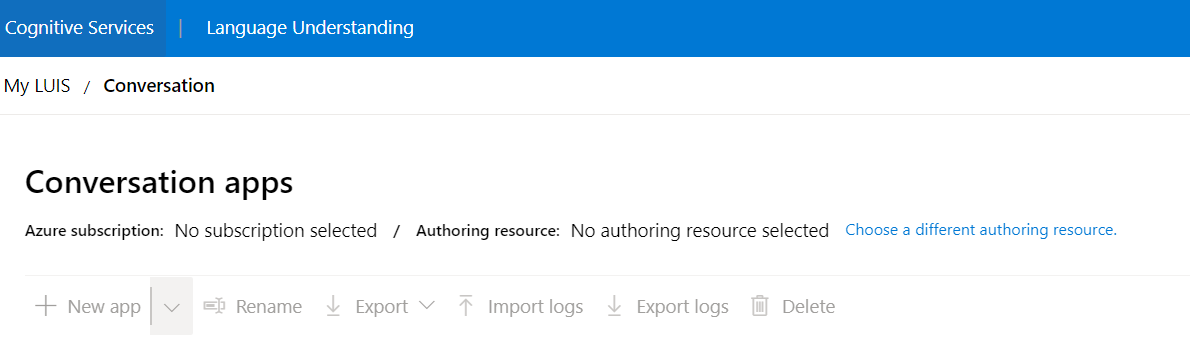 Cognitive Services | Language Understanding
My LUIS / Conversation
Conversation apps
Azure subscription: No subscription selected / Authoring resource: No authoring resource selected Choose a different authoring resource.
New app Rename Export Import logs Export logs Delete